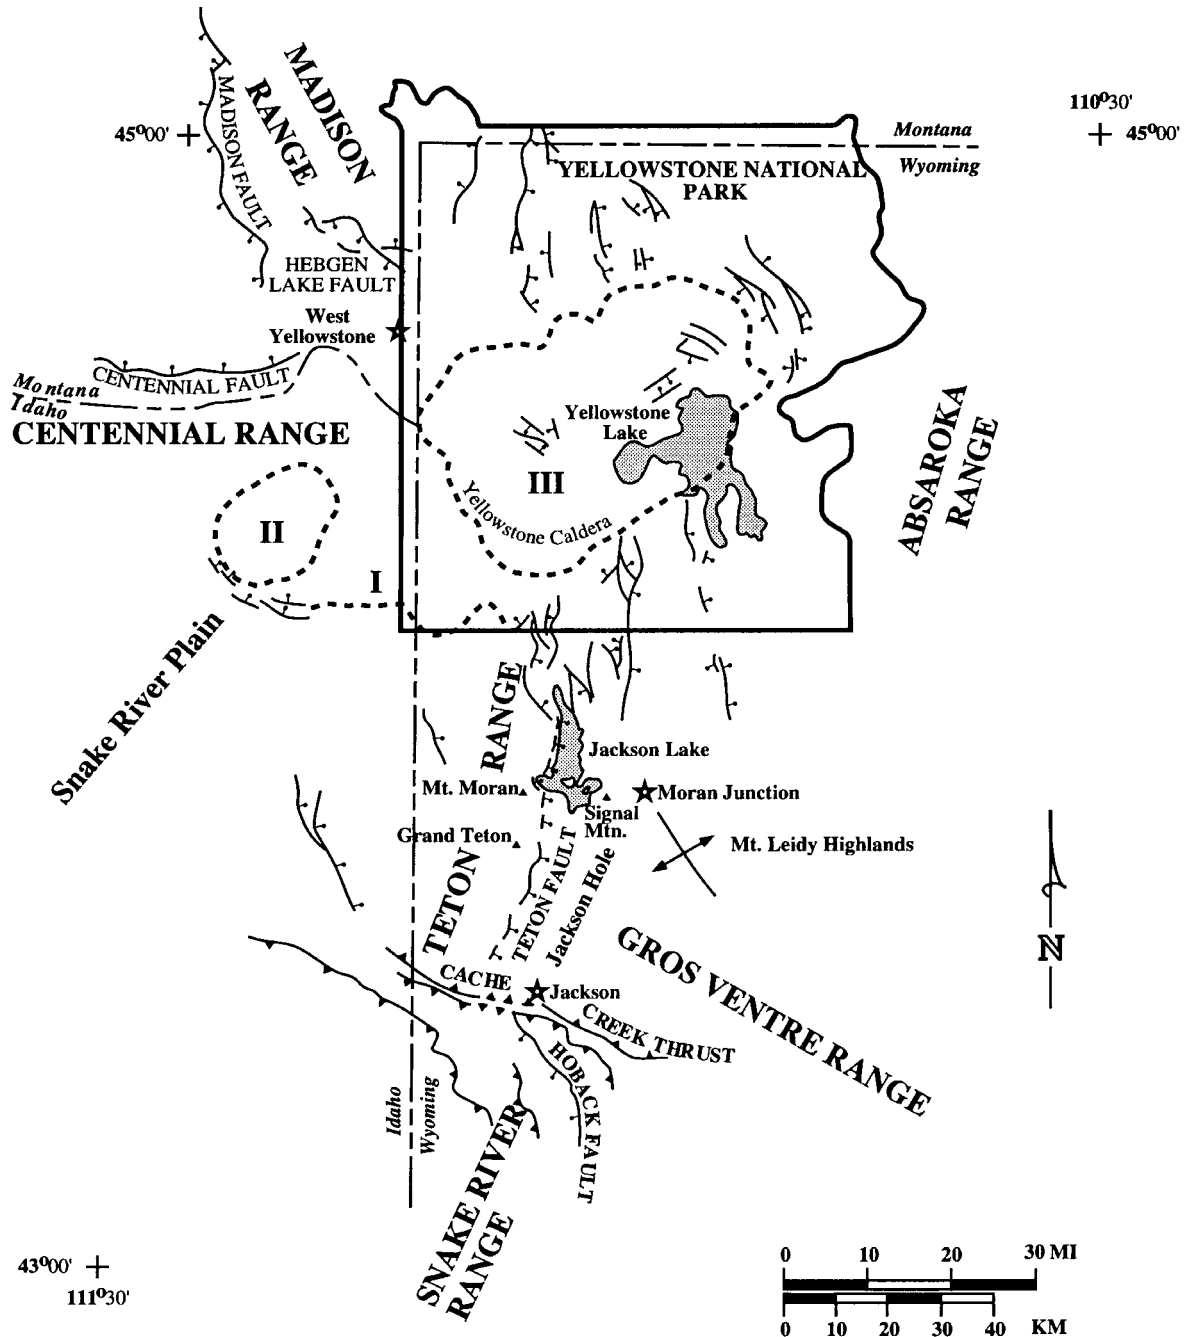 MADISON
RANGE
MADISON FAULT
45°00'
110°30'
45°00'
Montana
Wyoming
YELLOWSTONE NATIONAL
PARK
HEBGEN
LAKE FAULT
West
Yellowstone
CENTENNIAL FAULT
Montana
Idaho
CENTENNIAL RANGE
Yellowstone
Lake
ABSAROKA
RANGE
III
Yellowstone Caldera
II
I
Snake River Plain
RANGE
Jackson Lake
Mt. Moran
Moran Junction
Signal
Mtn.
Grand Teton
Mt. Leidy Highlands
TETON
TETON FAULT
Jackson Hole
GROS VENTRE RANGE
N
CACHE
Jackson
CREEK THRUST
HOBACK FAULT
Idaho
Wyoming
SNAKE RIVER
RANGE
43°00'
111°30'
0 10 20 30 MI
0 10 20 30 40 KM